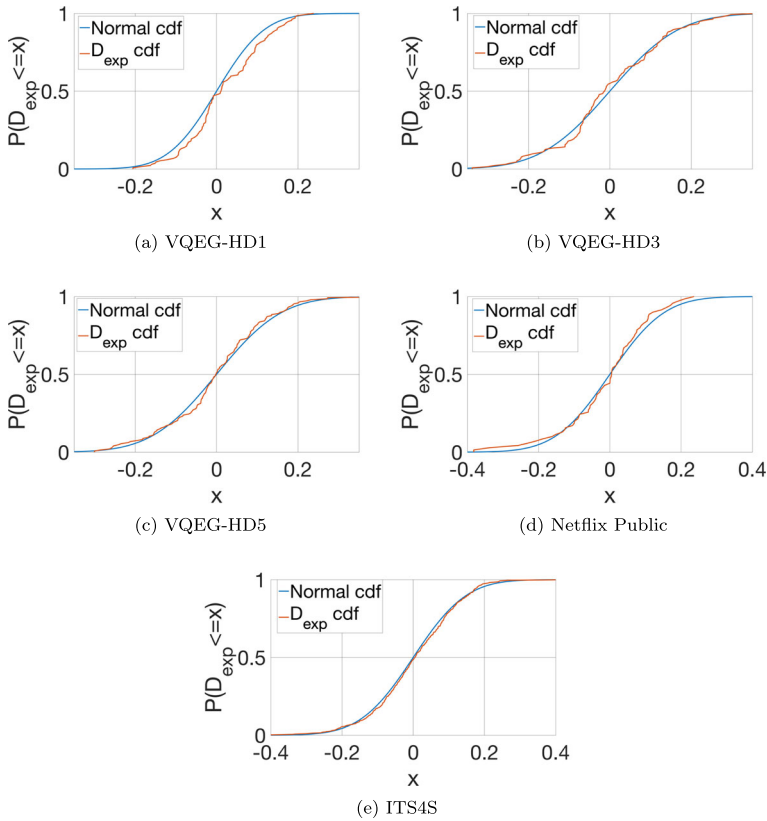 1
Normal cdf
D_exp cdf
P(D_exp<=x)
0.5
0
-0.2
0
0.2
x
(a) VQEG-HD1
1
Normal cdf
D_exp cdf
P(D_exp<=x)
0.5
0
-0.2
0
0.2
x
(b) VQEG-HD3
1
Normal cdf
D_exp cdf
P(D_exp<=x)
0.5
0
-0.2
0
0.2
x
(c) VQEG-HD5
1
Normal cdf
D_exp cdf
P(D_exp<=x)
0.5
0
-0.4
-0.2
0
0.2
0.4
x
(d) Netflix Public
1
Normal cdf
D_exp cdf
P(D_exp<=x)
0.5
0
-0.4
-0.2
0
0.2
0.4
x
(e) ITS4S